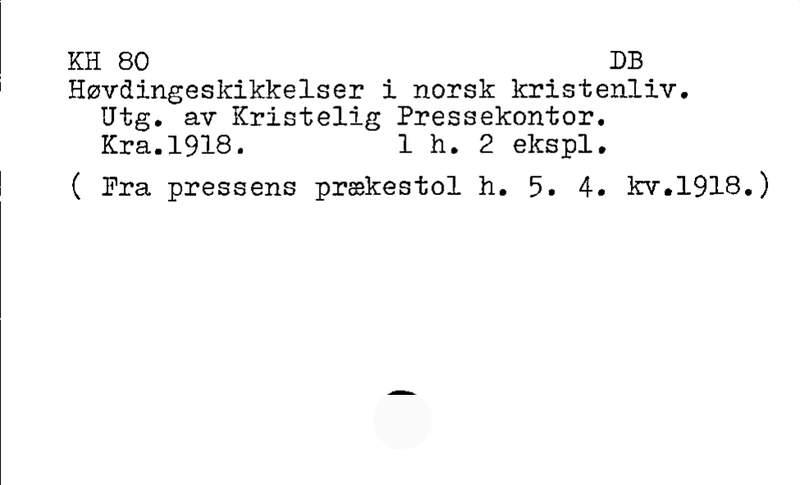 KH 80 DB
Høvdingeskikkelser i norsk kristenliv.
Utg. av Kristelig Pressekontor.
Kra.1918. 1 h. 2 ekspl.
( Fra pressens prækestol h. 5. 4. kv.1918.)